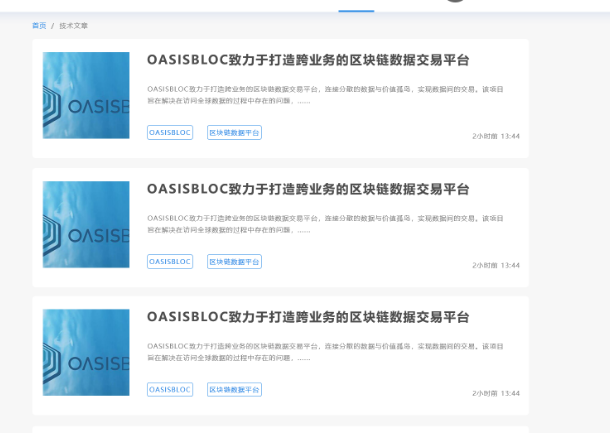 首页 / 技术文章
OASISBLOC致力于打造跨业务的区块链数据交易平台
OASISBLOC致力于打造跨业务的区块链数据交易平台，连接分散的数据与价值孤岛，实现数据间的交易。该项目
旨在解决在访问全球数据的过程中存在的问题。......
OASISB
OASISBLOC 区块链数据平台
2小时前 13:44
OASISBLOC致力于打造跨业务的区块链数据交易平台
OASISBLOC致力于打造跨业务的区块链数据交易平台，连接分散的数据与价值孤岛，实现数据间的交易。该项目
旨在解决在访问全球数据的过程中存在的问题。......
OASISB
OASISBLOC 区块链数据平台
2小时前 13:44
OASISBLOC致力于打造跨业务的区块链数据交易平台
OASISBLOC致力于打造跨业务的区块链数据交易平台，连接分散的数据与价值孤岛，实现数据间的交易。该项目
旨在解决在访问全球数据的过程中存在的问题。......
OASISB
OASISBLOC 区块链数据平台
2小时前 13:44